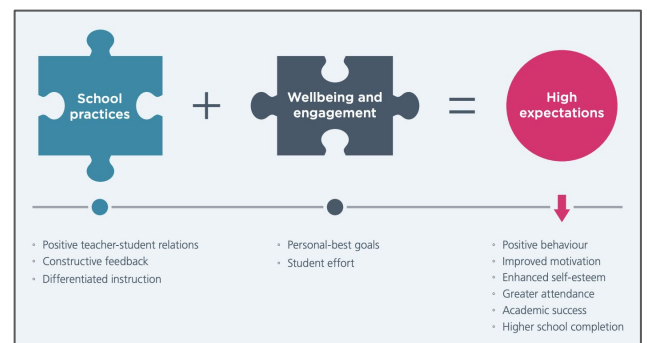 School
practices
+
Wellbeing and
engagement
=
High
expectations
• Positive teacher-student relations
• Constructive feedback
• Differentiated instruction
• Personal-best goals
• Student effort
• Positive behaviour
• Improved motivation
• Enhanced self-esteem
• Greater attendance
• Academic success
• Higher school completion